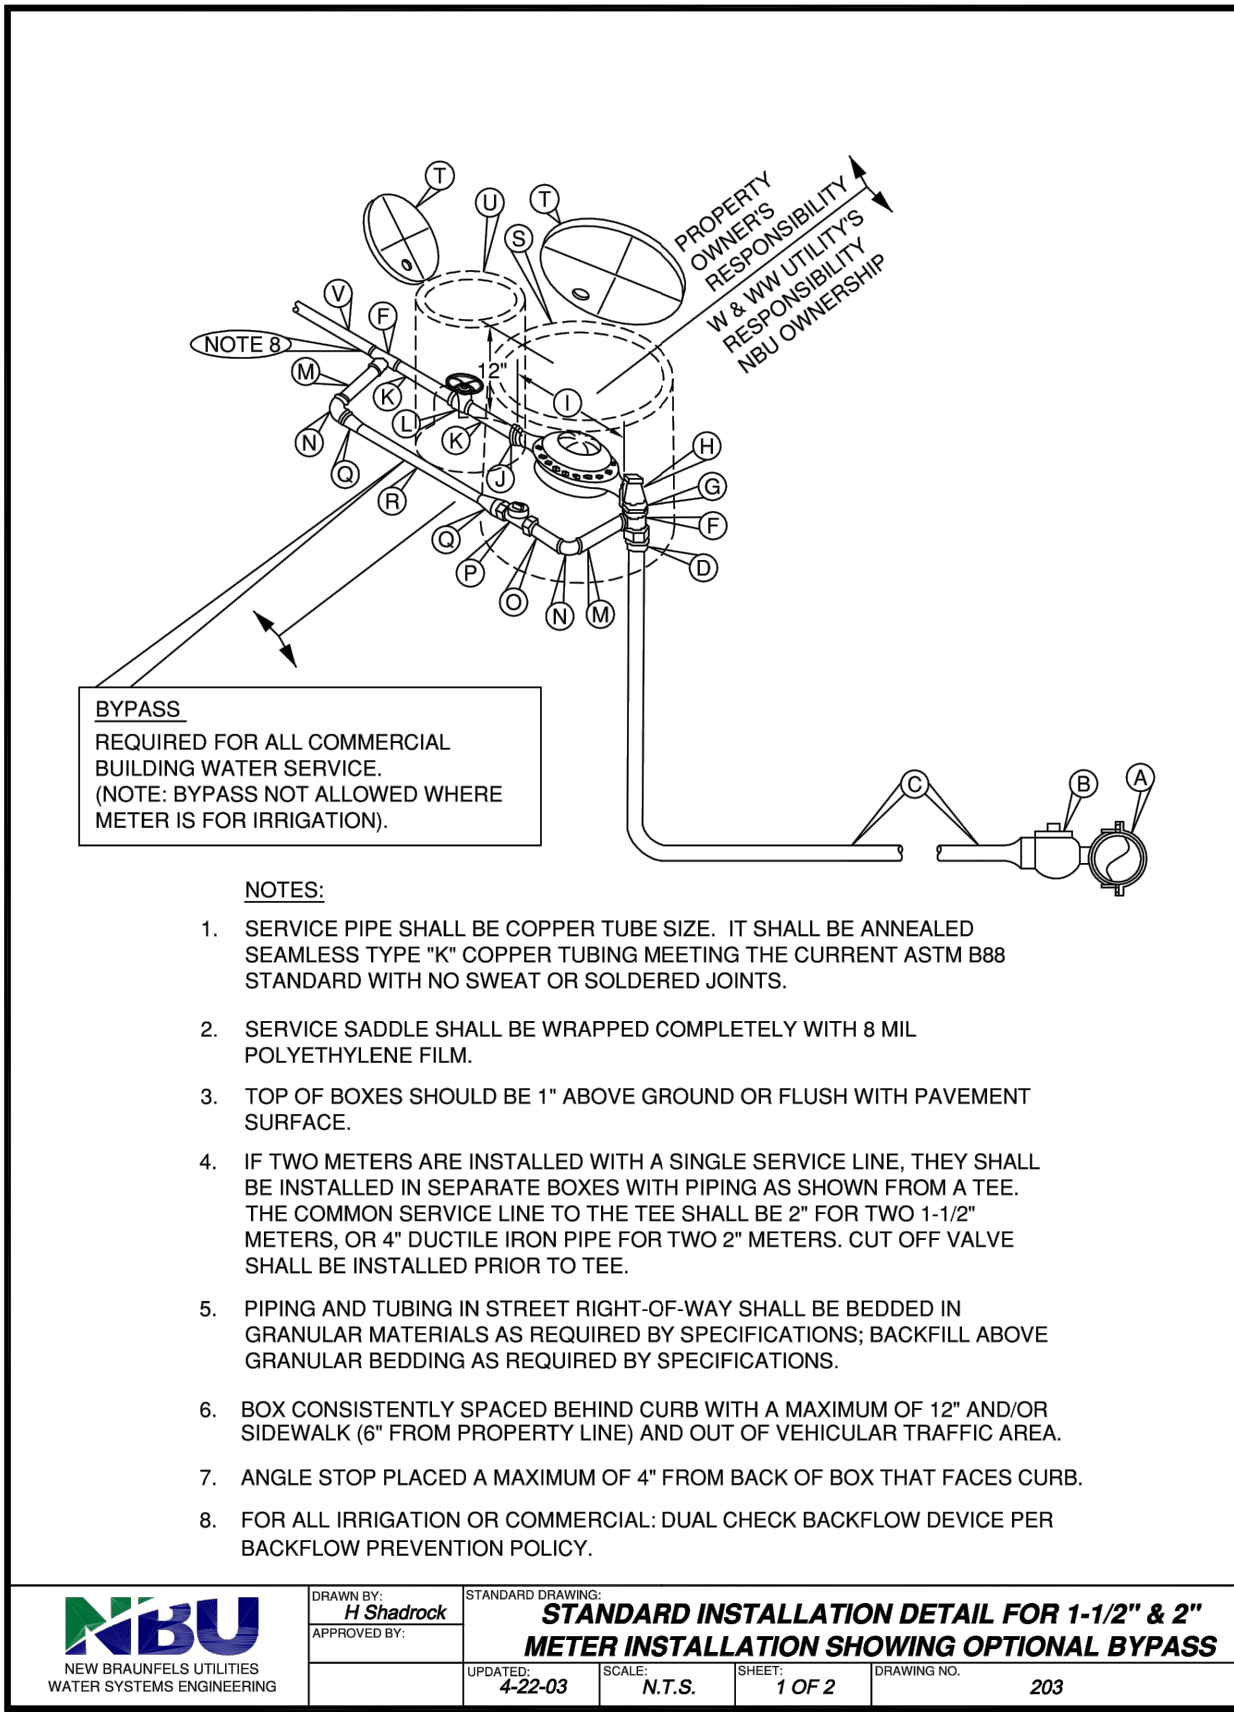 T
U
T
S
PROPERTY
OWNER'S
RESPONSIBILITY
W & WW UTILITY'S
RESPONSIBILITY
NBU OWNERSHIP
V
F
NOTE 8
M
K
12"
I
L
K
N
Q
J
H
G
F
R
Q
P
D
O
N
M
BYPASS
REQUIRED FOR ALL COMMERCIAL
BUILDING WATER SERVICE.
(NOTE: BYPASS NOT ALLOWED WHERE
METER IS FOR IRRIGATION).
C
B
A
NOTES:
1. SERVICE PIPE SHALL BE COPPER TUBE SIZE. IT SHALL BE ANNEALED
SEAMLESS TYPE "K" COPPER TUBING MEETING THE CURRENT ASTM B88
STANDARD WITH NO SWEAT OR SOLDERED JOINTS.
2. SERVICE SADDLE SHALL BE WRAPPED COMPLETELY WITH 8 MIL
POLYETHYLENE FILM.
3. TOP OF BOXES SHOULD BE 1" ABOVE GROUND OR FLUSH WITH PAVEMENT
SURFACE.
4. IF TWO METERS ARE INSTALLED WITH A SINGLE SERVICE LINE, THEY SHALL
BE INSTALLED IN SEPARATE BOXES WITH PIPING AS SHOWN FROM A TEE.
THE COMMON SERVICE LINE TO THE TEE SHALL BE 2" FOR TWO 1-1/2"
METERS, OR 4" DUCTILE IRON PIPE FOR TWO 2" METERS. CUT OFF VALVE
SHALL BE INSTALLED PRIOR TO TEE.
5. PIPING AND TUBING IN STREET RIGHT-OF-WAY SHALL BE BEDDED IN
GRANULAR MATERIALS AS REQUIRED BY SPECIFICATIONS; BACKFILL ABOVE
GRANULAR BEDDING AS REQUIRED BY SPECIFICATIONS.
6. BOX CONSISTENTLY SPACED BEHIND CURB WITH A MAXIMUM OF 12" AND/OR
SIDEWALK (6" FROM PROPERTY LINE) AND OUT OF VEHICULAR TRAFFIC AREA.
7. ANGLE STOP PLACED A MAXIMUM OF 4" FROM BACK OF BOX THAT FACES CURB.
8. FOR ALL IRRIGATION OR COMMERCIAL: DUAL CHECK BACKFLOW DEVICE PER
BACKFLOW PREVENTION POLICY.
NBU
NEW BRAUNFELS UTILITIES
WATER SYSTEMS ENGINEERING
DRAWN BY:
H Shadrock
APPROVED BY:
STANDARD DRAWING:
STANDARD INSTALLATION DETAIL FOR 1-1/2" & 2"
METER INSTALLATION SHOWING OPTIONAL BYPASS
UPDATED:
4-22-03
SCALE:
N.T.S.
SHEET:
1 OF 2
DRAWING NO.
203